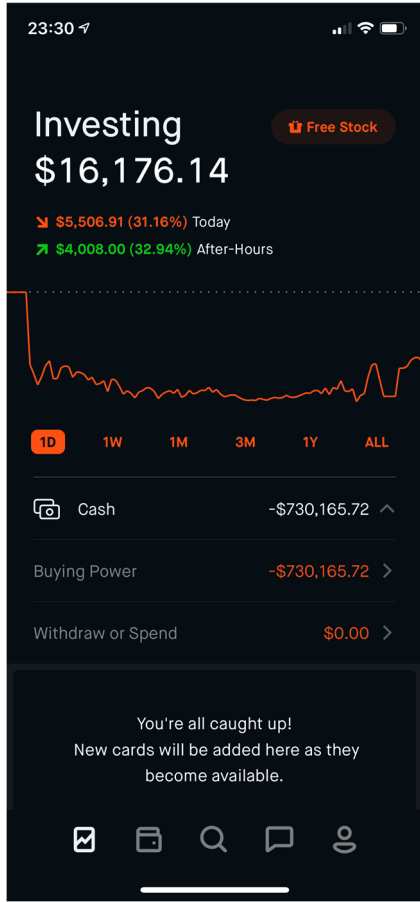 23:30
Investing
Free Stock
$16,176.14
$5,506.91 (31.16%) Today
$4,008.00 (32.94%) After-Hours
1D 1W 1M 3M 1Y ALL
Cash -$730,165.72
Buying Power -$730,165.72
Withdraw or Spend $0.00
You're all caught up!
New cards will be added here as they
become available.